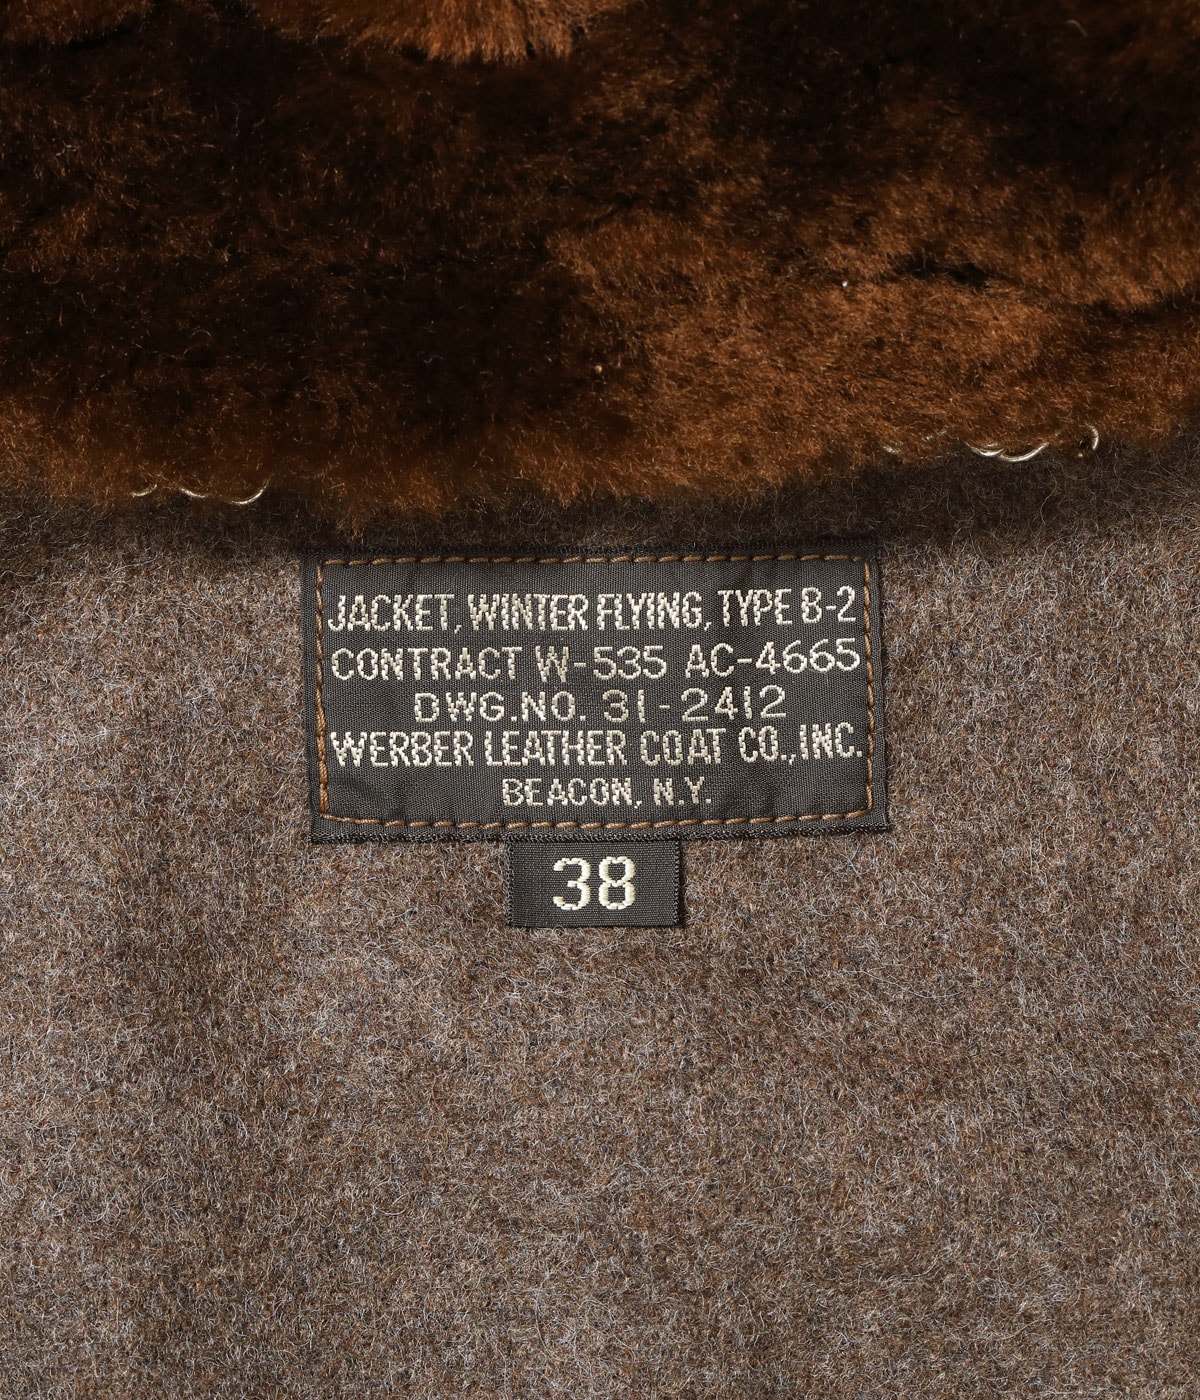 JACKET, WINTER FLYING, TYPE B-2
CONTRACT W-535 AC-4665
DWG.NO. 31-2412
WERBER LEATHER COAT CO., INC.
BEACON, N.Y.
38